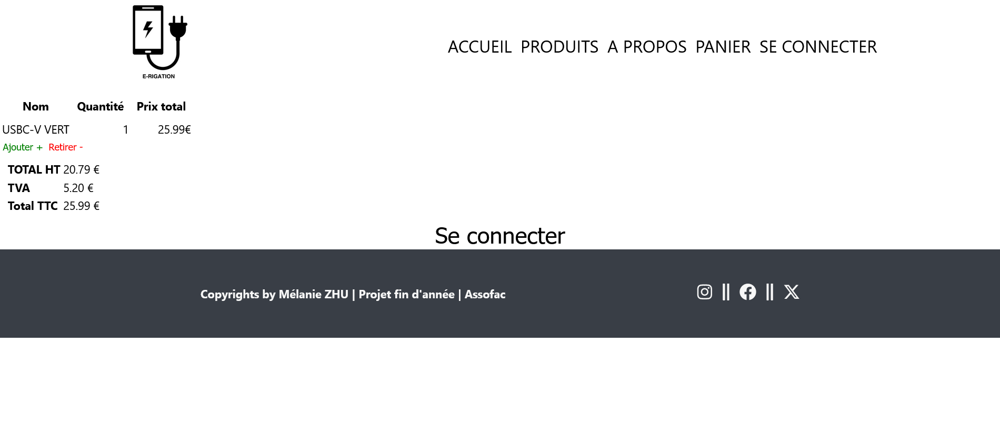 E-RIGATION
ACCUEIL PRODUITS A PROPOS PANIER SE CONNECTER
Nom Quantité Prix total
USBC-V VERT 1 25.99€
Ajouter + Retirer -
TOTAL HT 20.79 €
TVA 5.20 €
Total TTC 25.99 €
Se connecter
Copyrights by Mélanie ZHU | Projet fin d'année | Assofac || ||